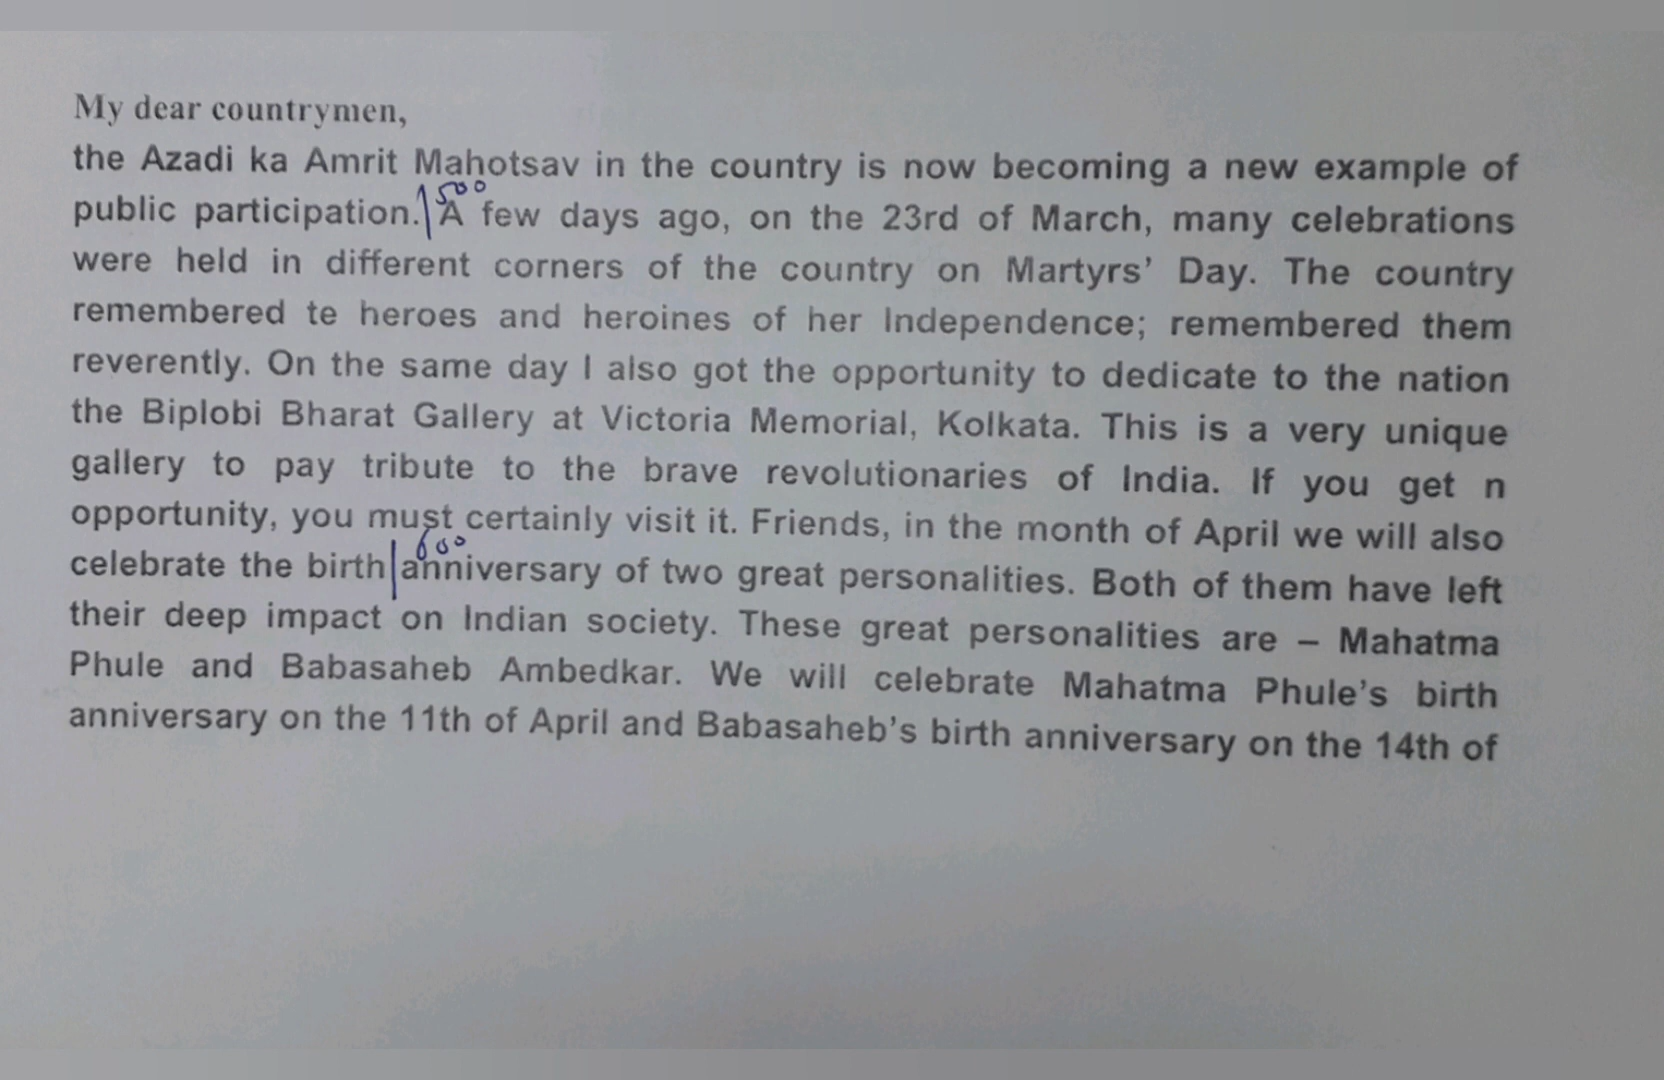 My dear countrymen,
the Azadi ka Amrit Mahotsav in the country is now becoming a new example of
500
public participation. A few days ago, on the 23rd of March, many celebrations
were held in different corners of the country on Martyrs' Day. The country
remembered te heroes and heroines of her Independence; remembered them
reverently. On the same day I also got the opportunity to dedicate to the nation
the Biplobi Bharat Gallery at Victoria Memorial, Kolkata. This is a very unique
gallery to pay tribute to the brave revolutionaries of India. If you get n
opportunity, you must certainly visit it. Friends, in the month of April we will also
600
celebrate the birth anniversary of two great personalities. Both of them have left
their deep impact on Indian society. These great personalities are – Mahatma
Phule and Babasaheb Ambedkar. We will celebrate Mahatma Phule's birth
anniversary on the 11th of April and Babasaheb's birth anniversary on the 14th of